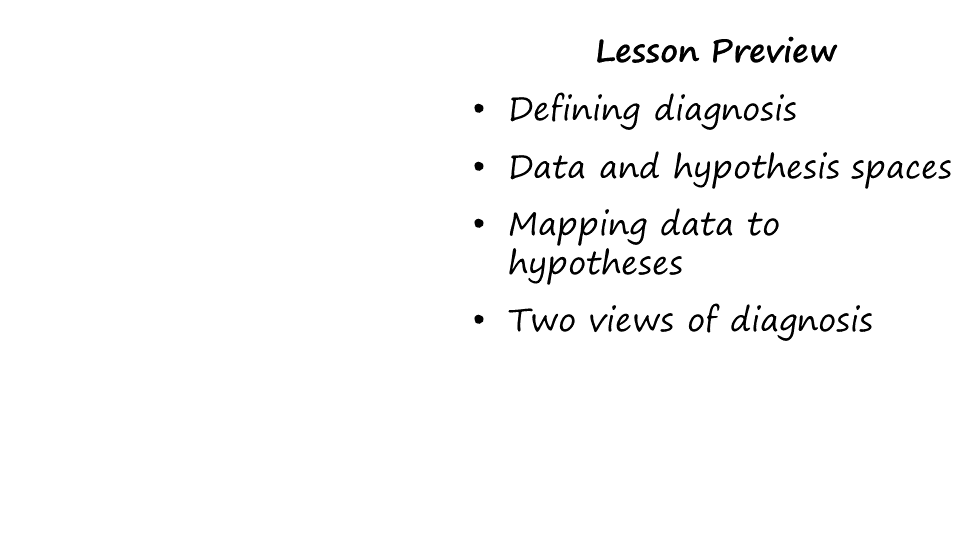 Lesson Preview
• Defining diagnosis
• Data and hypothesis spaces
• Mapping data to
hypotheses
• Two views of diagnosis